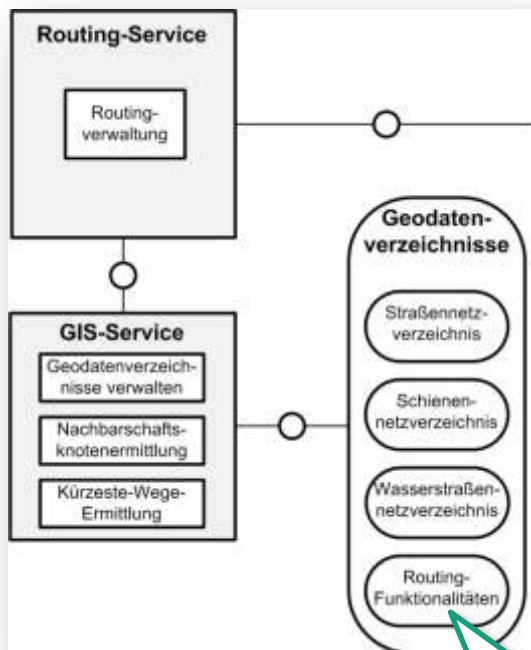 Routing-Service
Routing-
verwaltung
GIS-Service
Geodatenverzeich-
nisse verwalten
Nachbarschafts-
knotenermittlung
Kürzeste-Wege-
Ermittlung
Geodaten-
verzeichnisse
Straßennetz-
verzeichnis
Schienen-
netzverzeichnis
Wasserstraßen-
netzverzeichnis
Routing-
Funktionalitäten